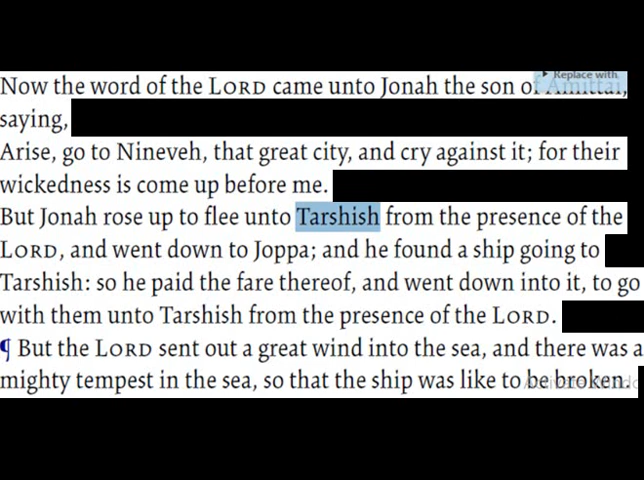 Now the word of the LORD came unto Jonah the son of Amittai,
Replace with
saying,
Arise, go to Nineveh, that great city, and cry against it; for their
wickedness is come up before me.
But Jonah rose up to flee unto Tarshish from the presence of the
LORD, and went down to Joppa; and he found a ship going to
Tarshish: so he paid the fare thereof, and went down into it, to go
with them unto Tarshish from the presence of the LORD.
¶ But the LORD sent out a great wind into the sea, and there was a
mighty tempest in the sea, so that the ship was like to be broken.